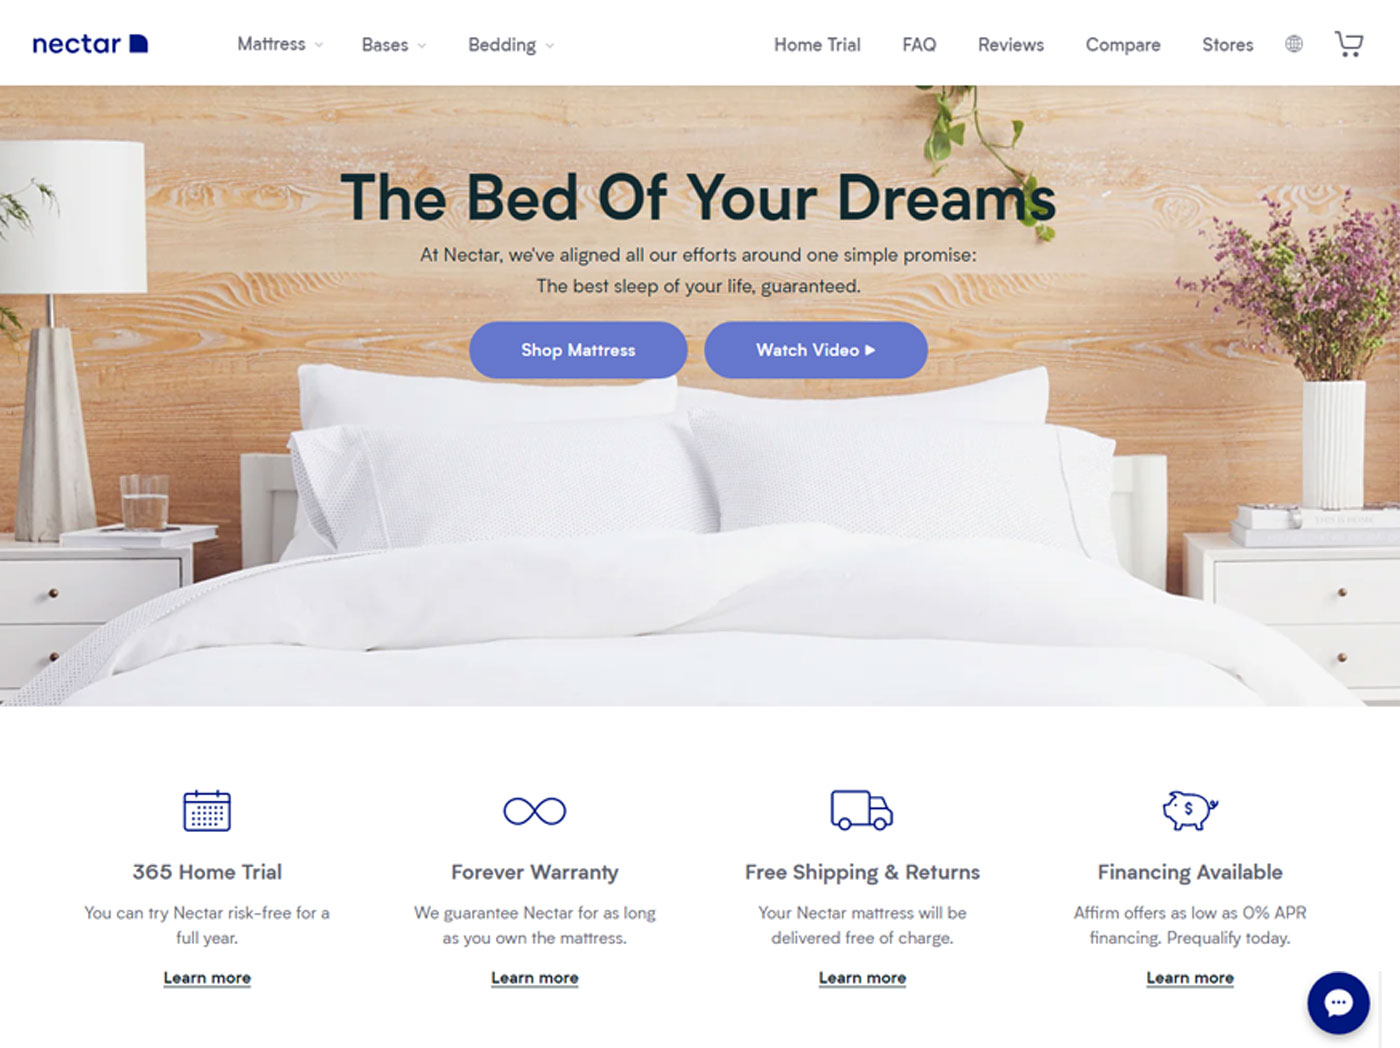 nectar
Mattress
Bases
Bedding
Home Trial
FAQ
Reviews
Compare
Stores
The Bed Of Your Dreams
At Nectar, we've aligned all our efforts around one simple promise:
The best sleep of your life, guaranteed.
Shop Mattress
Watch Video
THIS IS HOME
365 Home Trial
You can try Nectar risk-free for a
full year.
Learn more
Forever Warranty
We guarantee Nectar for as long
as you own the mattress.
Learn more
Free Shipping & Returns
Your Nectar mattress will be
delivered free of charge.
Learn more
Financing Available
Affirm offers as low as 0% APR
financing. Prequalify today.
Learn more